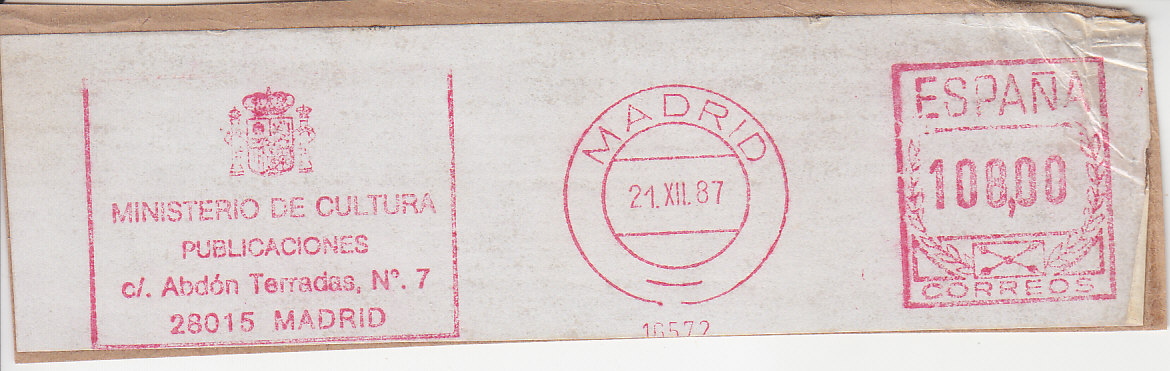 MINISTERIO DE CULTURA
PUBLICACIONES
c/. Abdón Terradas, N°. 7
28015 MADRID
MADRID
21.XII.87
16572
ESPAÑA
108,00
CORREOS